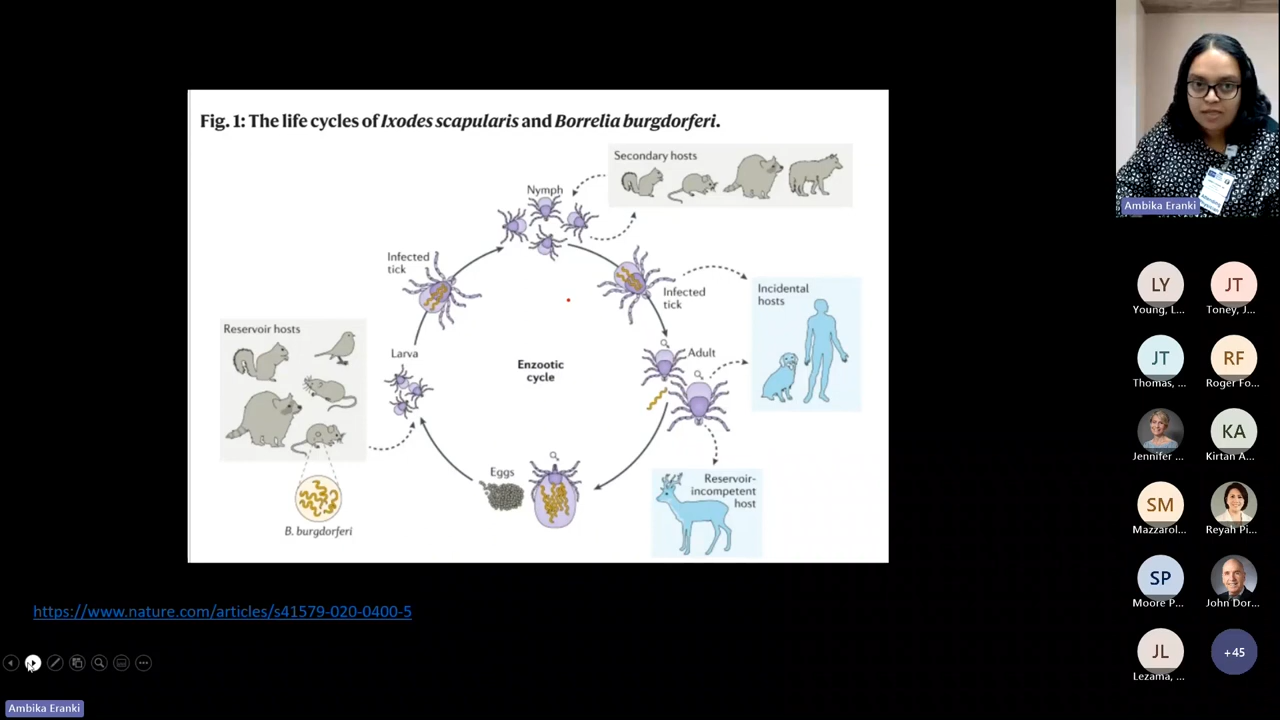 Fig. 1: The life cycles of Ixodes scapularis and Borrelia burgdorferi.
Secondary hosts
Nymph
Infected
tick
Infected
tick
Incidental
hosts
Reservoir hosts
Larva
Adult
Enzootic
cycle
Eggs
Reservoir-
incompetent
host
B. burgdorferi
https://www.nature.com/articles/s41579-020-0400-5
Ambika Eranki
Ambika Eranki
LY
JT
Young, L...
Toney, J...
JT
RF
Thomas, ...
Roger Fo...
KA
Jennifer ...
Kirtan A...
SM
Mazzarol...
Reyah Pi...
SP
Moore P...
John Dor...
JL
+45
Lezama, ...